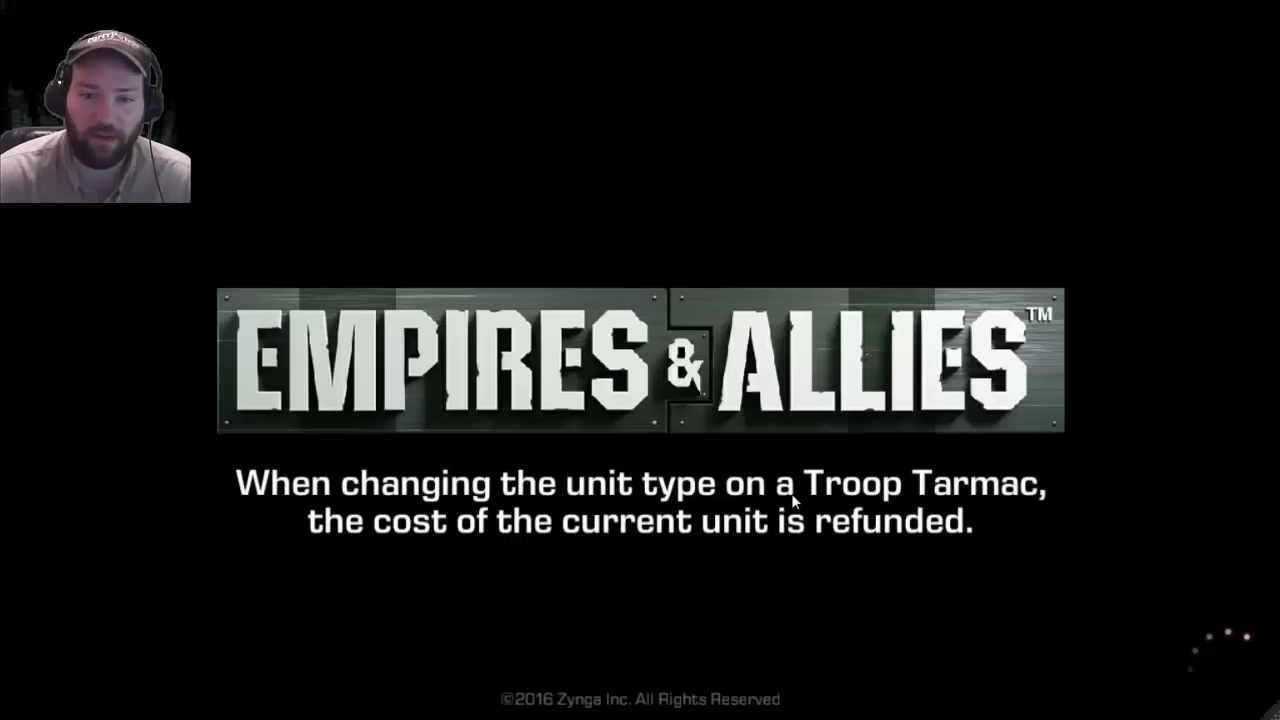 EMPIRES & ALLIES™
When changing the unit type on a Troop Tarmac,
the cost of the current unit is refunded.
©2016 Zynga Inc. All Rights Reserved